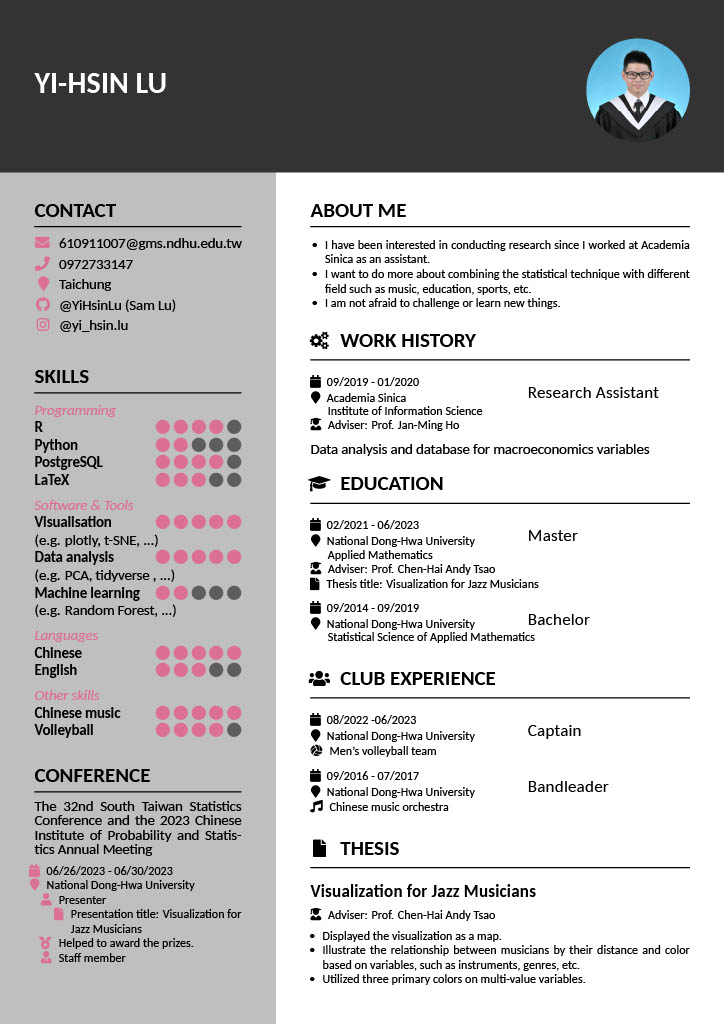 YI-HSIN LU
CONTACT
610911007@gms.ndhu.edu.tw
0972733147
Taichung
@YiHsinLu (Sam Lu)
@yi_hsin.lu
SKILLS
Programming
R
Python
PostgreSQL
LaTeX
Software & Tools
Visualisation
(e.g. plotly, t-SNE, ...)
Data analysis
(e.g. PCA, tidyverse , ...)
Machine learning
(e.g. Random Forest, ...)
Languages
Chinese
English
Other skills
Chinese music
Volleyball
CONFERENCE
The 32nd South Taiwan Statistics
Conference and the 2023 Chinese
Institute of Probability and Statis-
tics Annual Meeting
06/26/2023 - 06/30/2023
National Dong-Hwa University
Presenter
Presentation title: Visualization for
Jazz Musicians
Helped to award the prizes.
Staff member
ABOUT ME
• I have been interested in conducting research since I worked at Academia
Sinica as an assistant.
• I want to do more about combining the statistical technique with different
field such as music, education, sports, etc.
• I am not afraid to challenge or learn new things.
WORK HISTORY
09/2019 - 01/2020
Academia Sinica
Institute of Information Science
Adviser: Prof. Jan-Ming Ho
Research Assistant
Data analysis and database for macroeconomics variables
EDUCATION
02/2021 - 06/2023
National Dong-Hwa University
Applied Mathematics
Adviser: Prof. Chen-Hai Andy Tsao
Thesis title: Visualization for Jazz Musicians
Master
09/2014 - 09/2019
National Dong-Hwa University
Statistical Science of Applied Mathematics
Bachelor
CLUB EXPERIENCE
08/2022 -06/2023
National Dong-Hwa University
Men's volleyball team
Captain
09/2016 - 07/2017
National Dong-Hwa University
Chinese music orchestra
Bandleader
THESIS
Visualization for Jazz Musicians
Adviser: Prof. Chen-Hai Andy Tsao
• Displayed the visualization as a map.
• Illustrate the relationship between musicians by their distance and color
based on variables, such as instruments, genres, etc.
• Utilized three primary colors on multi-value variables.